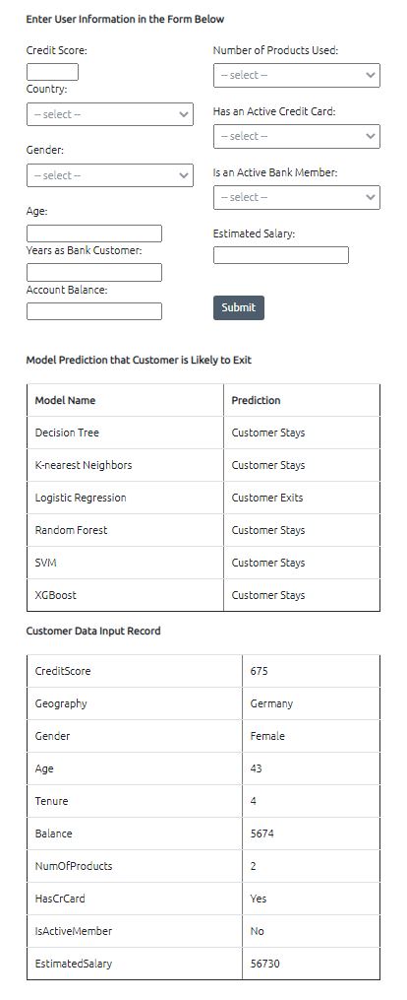 Enter User Information in the Form Below
Credit Score:
Country:
-- select --
Gender:
-- select --
Age:
Years as Bank Customer:
Account Balance:
Number of Products Used:
-- select --
Has an Active Credit Card:
-- select --
Is an Active Bank Member:
-- select --
Estimated Salary:
Submit
Model Prediction that Customer is Likely to Exit
Model Name Prediction
Decision Tree Customer Stays
K-nearest Neighbors Customer Stays
Logistic Regression Customer Exits
Random Forest Customer Stays
SVM Customer Stays
XGBoost Customer Stays
Customer Data Input Record
CreditScore 675
Geography Germany
Gender Female
Age 43
Tenure 4
Balance 5674
NumOfProducts 2
HasCrCard Yes
IsActiveMember No
EstimatedSalary 56730